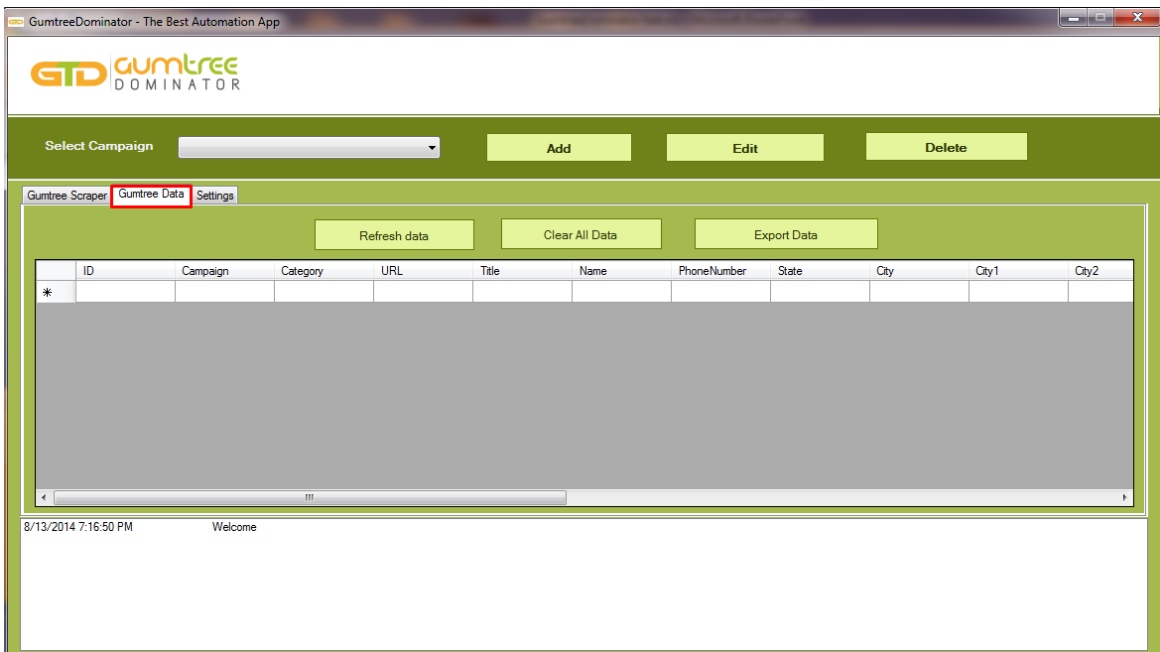 GumtreeDominator - The Best Automation App
GTD GUMTREE
DOMINATOR
Select Campaign Add Edit Delete
Gumtree Scraper Gumtree Data Settings
Refresh data Clear All Data Export Data
ID Campaign Category URL Title Name PhoneNumber State City City1 City2
*
8/13/2014 7:16:50 PM Welcome